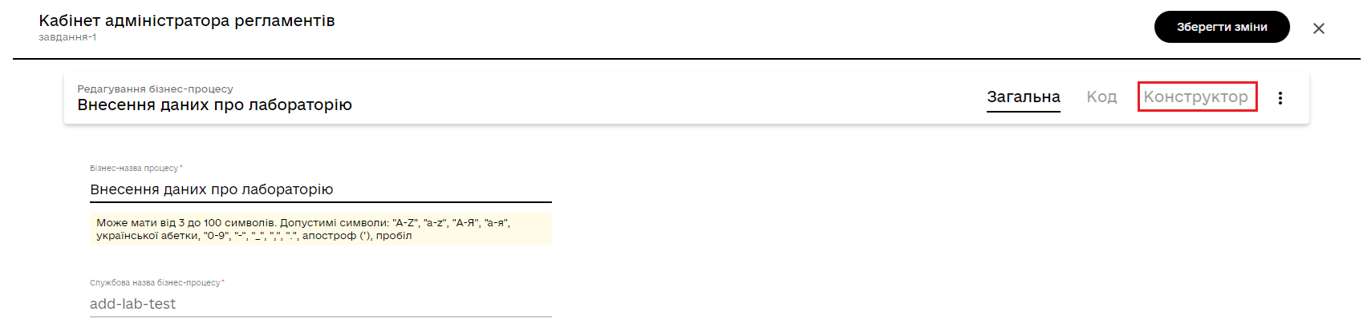 Кабінет адміністратора регламентів
завдання-1
Зберегти зміни
Редагування бізнес-процесу
Внесення даних про лабораторію
Загальна
Код
Конструктор
Бізнес-назва процесу*
Внесення даних про лабораторію
Може мати від 3 до 100 символів. Допустимі символи: "A-Z", "a-z", "А-Я", "а-я",
української абетки, "0-9", "-", "_", ",", ".", апостроф ('), пробіл
Службова назва бізнес-процесу*
add-lab-test